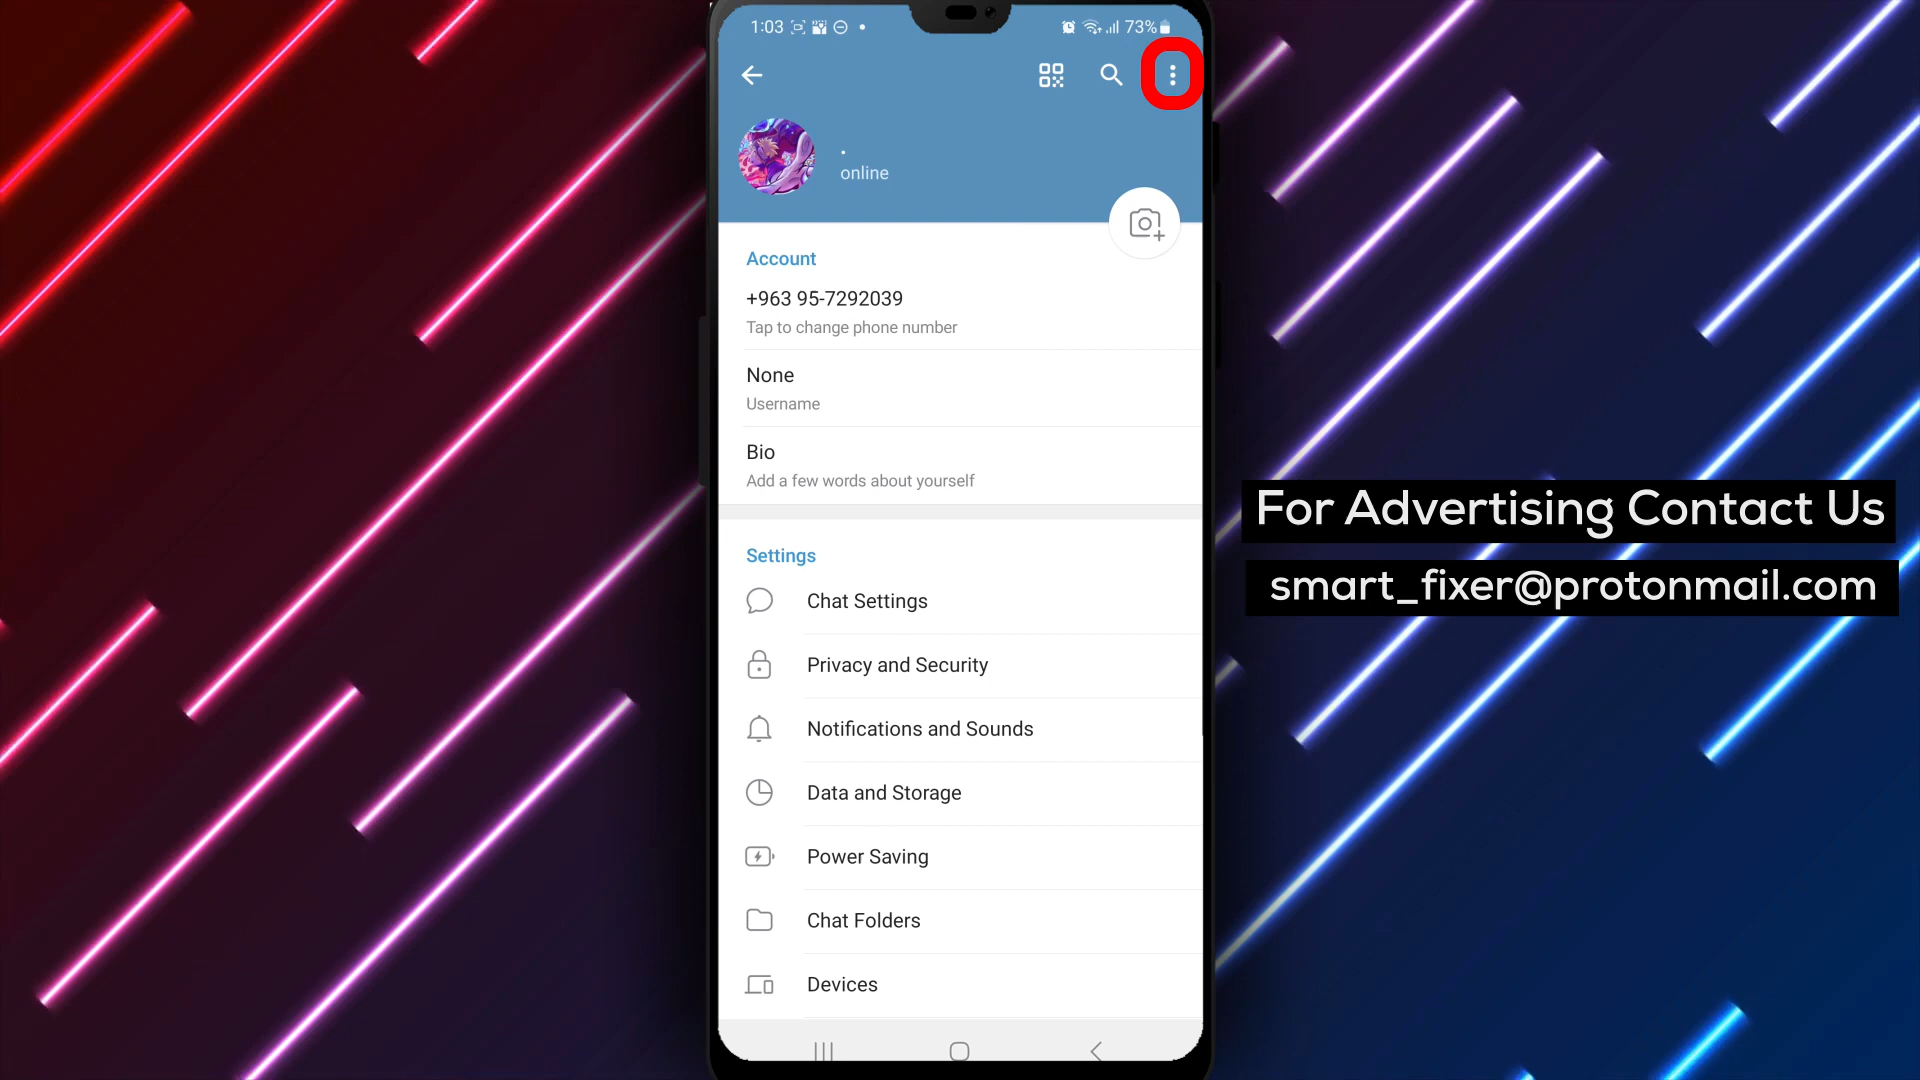 1:03
73%
.
online
Account
+963 95-7292039
Tap to change phone number
None
Username
Bio
Add a few words about yourself
Settings
Chat Settings
Privacy and Security
Notifications and Sounds
Data and Storage
Power Saving
Chat Folders
Devices
For Advertising Contact Us
smart_fixer@protonmail.com